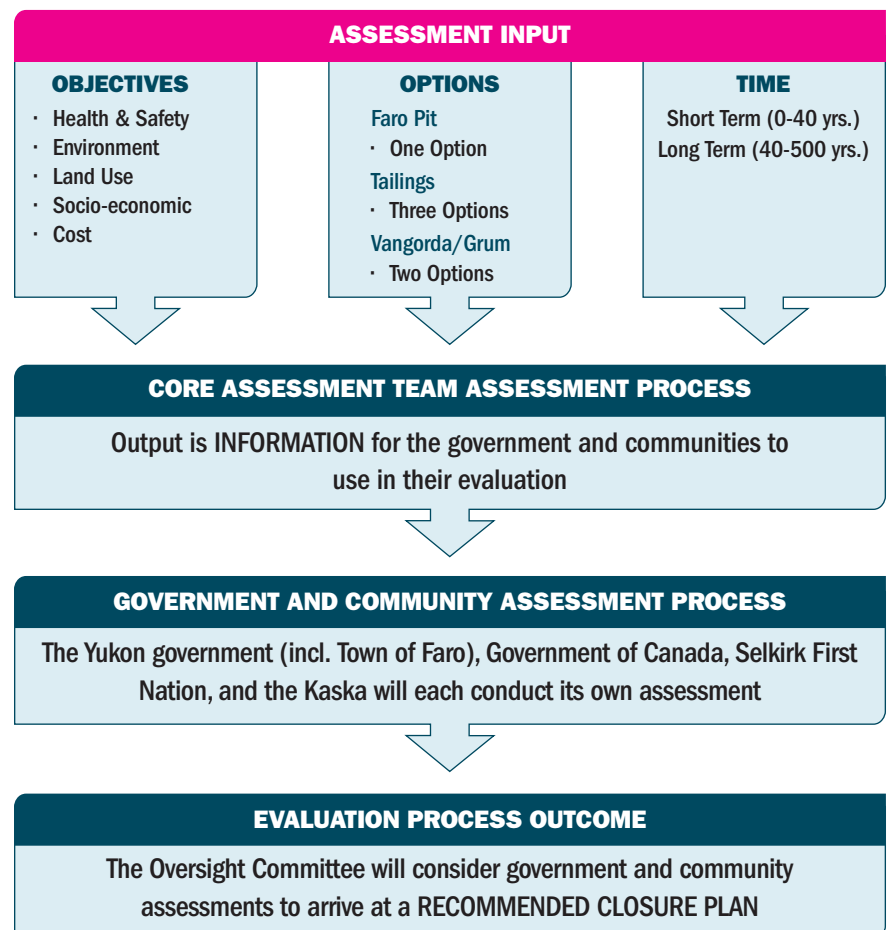 ASSESSMENT INPUT
OBJECTIVES
· Health & Safety
· Environment
· Land Use
· Socio-economic
· Cost
OPTIONS
Faro Pit
· One Option
Tailings
· Three Options
Vangorda/Grum
· Two Options
TIME
Short Term (0-40 yrs.)
Long Term (40-500 yrs.)
CORE ASSESSMENT TEAM ASSESSMENT PROCESS
Output is INFORMATION for the government and communities to
use in their evaluation
GOVERNMENT AND COMMUNITY ASSESSMENT PROCESS
The Yukon government (incl. Town of Faro), Government of Canada, Selkirk First
Nation, and the Kaska will each conduct its own assessment
EVALUATION PROCESS OUTCOME
The Oversight Committee will consider government and community
assessments to arrive at a RECOMMENDED CLOSURE PLAN